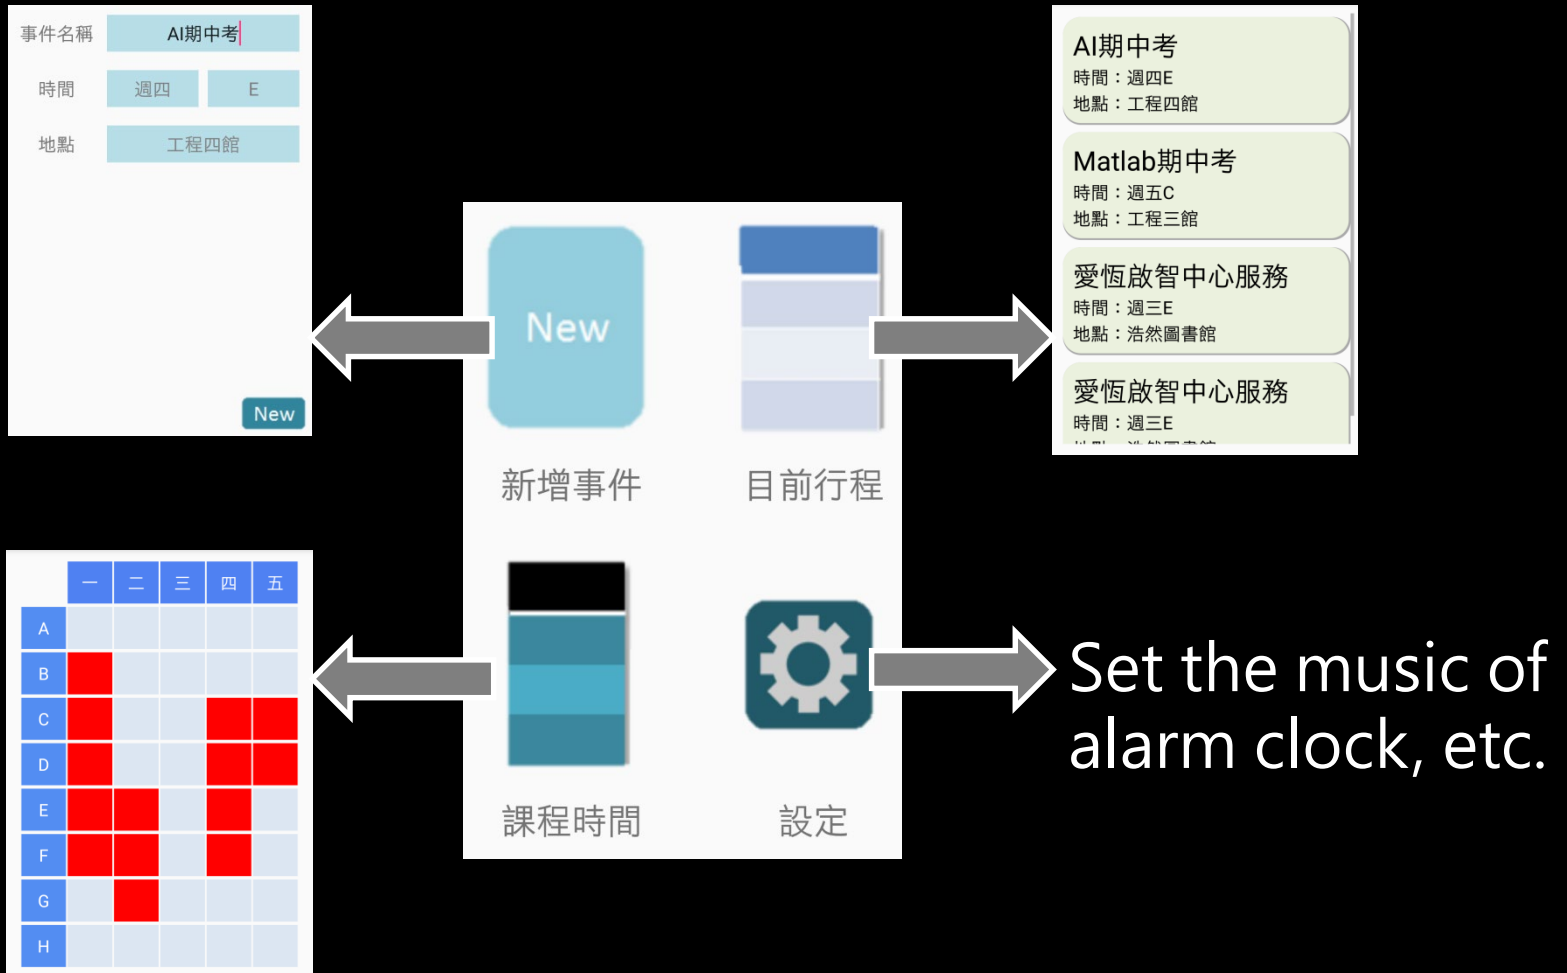 事件名稱 AI期中考
時間 週四 E
地點 工程四館
New
AI期中考
時間：週四E
地點：工程四館
Matlab期中考
時間：週五C
地點：工程三館
愛恆啟智中心服務
時間：週三E
地點：浩然圖書館
愛恆啟智中心服務
時間：週三E
New
新增事件 目前行程
課程時間 設定
一 二 三 四 五
A
B
C
D
E
F
G
H
Set the music of
alarm clock, etc.